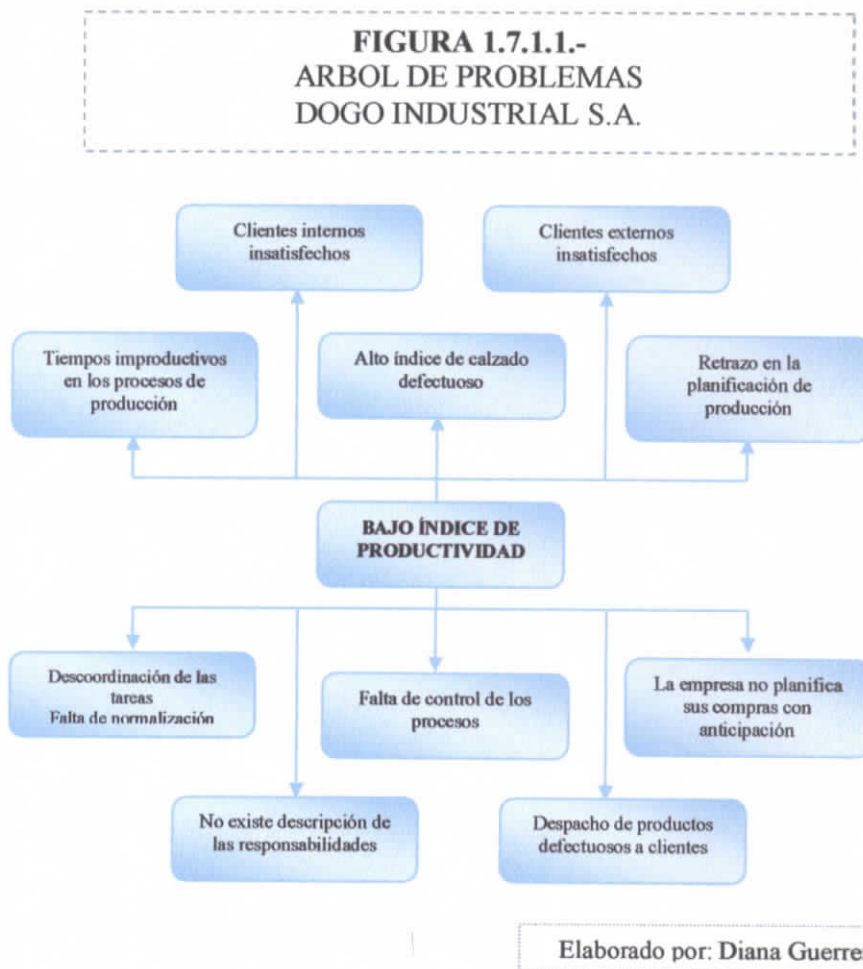 FIGURA 1.7.1.1.-
ARBOL DE PROBLEMAS
DOGO INDUSTRIAL S.A.
Clientes internos
insatisfechos
Clientes externos
insatisfechos
Tiempos improductivos
en los procesos de
producción
Alto índice de calzado
defectuoso
Retrazo en la
planificación de
producción
BAJO ÍNDICE DE
PRODUCTIVIDAD
Descoordinación de las
tareas
Falta de normalización
Falta de control de los
procesos
La empresa no planifica
sus compras con
anticipación
No existe descripción de
las responsabilidades
Despacho de productos
defectuosos a clientes
Elaborado por: Diana